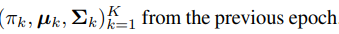 (π_k, μ_k, Σ_k)_{k=1}^K from the previous epoch